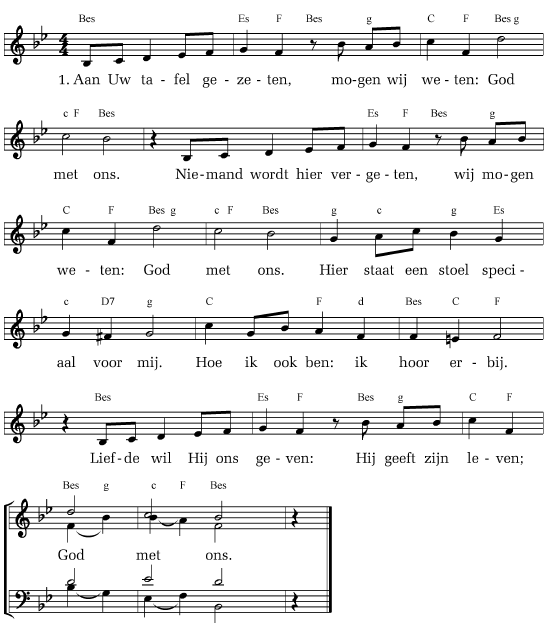 Bes Es F Bes g C F Bes g
1. Aan Uw ta - fel ge - ze - ten, mo - gen wij we - ten: God
c F Bes Es F Bes g
met ons. Nie - mand wordt hier ver - ge - ten, wij mo - gen
C F Bes g c F Bes g c g Es
we - ten: God met ons. Hier staat een stoel speci -
c D7 g C F d Bes C F
aal voor mij. Hoe ik ook ben: ik hoor er - bij.
Bes Es F Bes g C F
Lief - de wil Hij ons ge - ven: Hij geeft zijn le - ven;
Bes g c F Bes
God met ons.